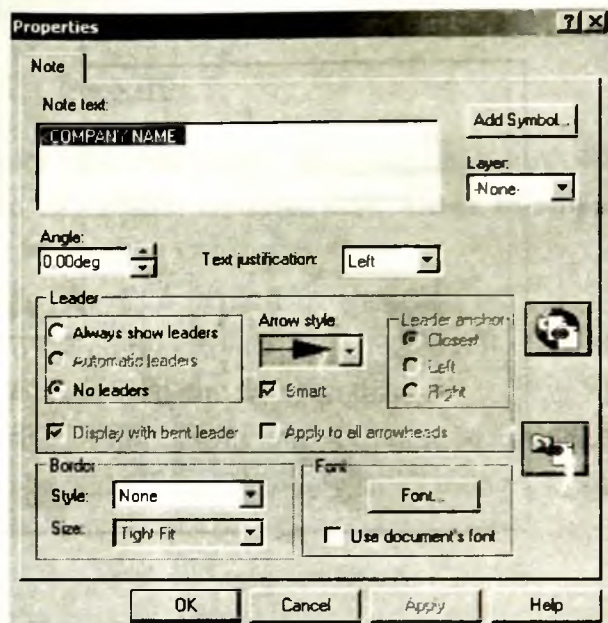 Properties
Note
Note text:
COMPANY NAME
Add Symbol...
Layer:
-None-
Angle:
0.00deg
Text justification:
Left
Leader
Always show leaders
Automatic leaders
No leaders
Arrow style
Smart
Leader anchor
Closest
Left
Right
Display with bent leader
Apply to all arrowheads
Border
Style:
None
Size:
Tight Fit
Font
Font...
Use document's font
OK
Cancel
Apply
Help